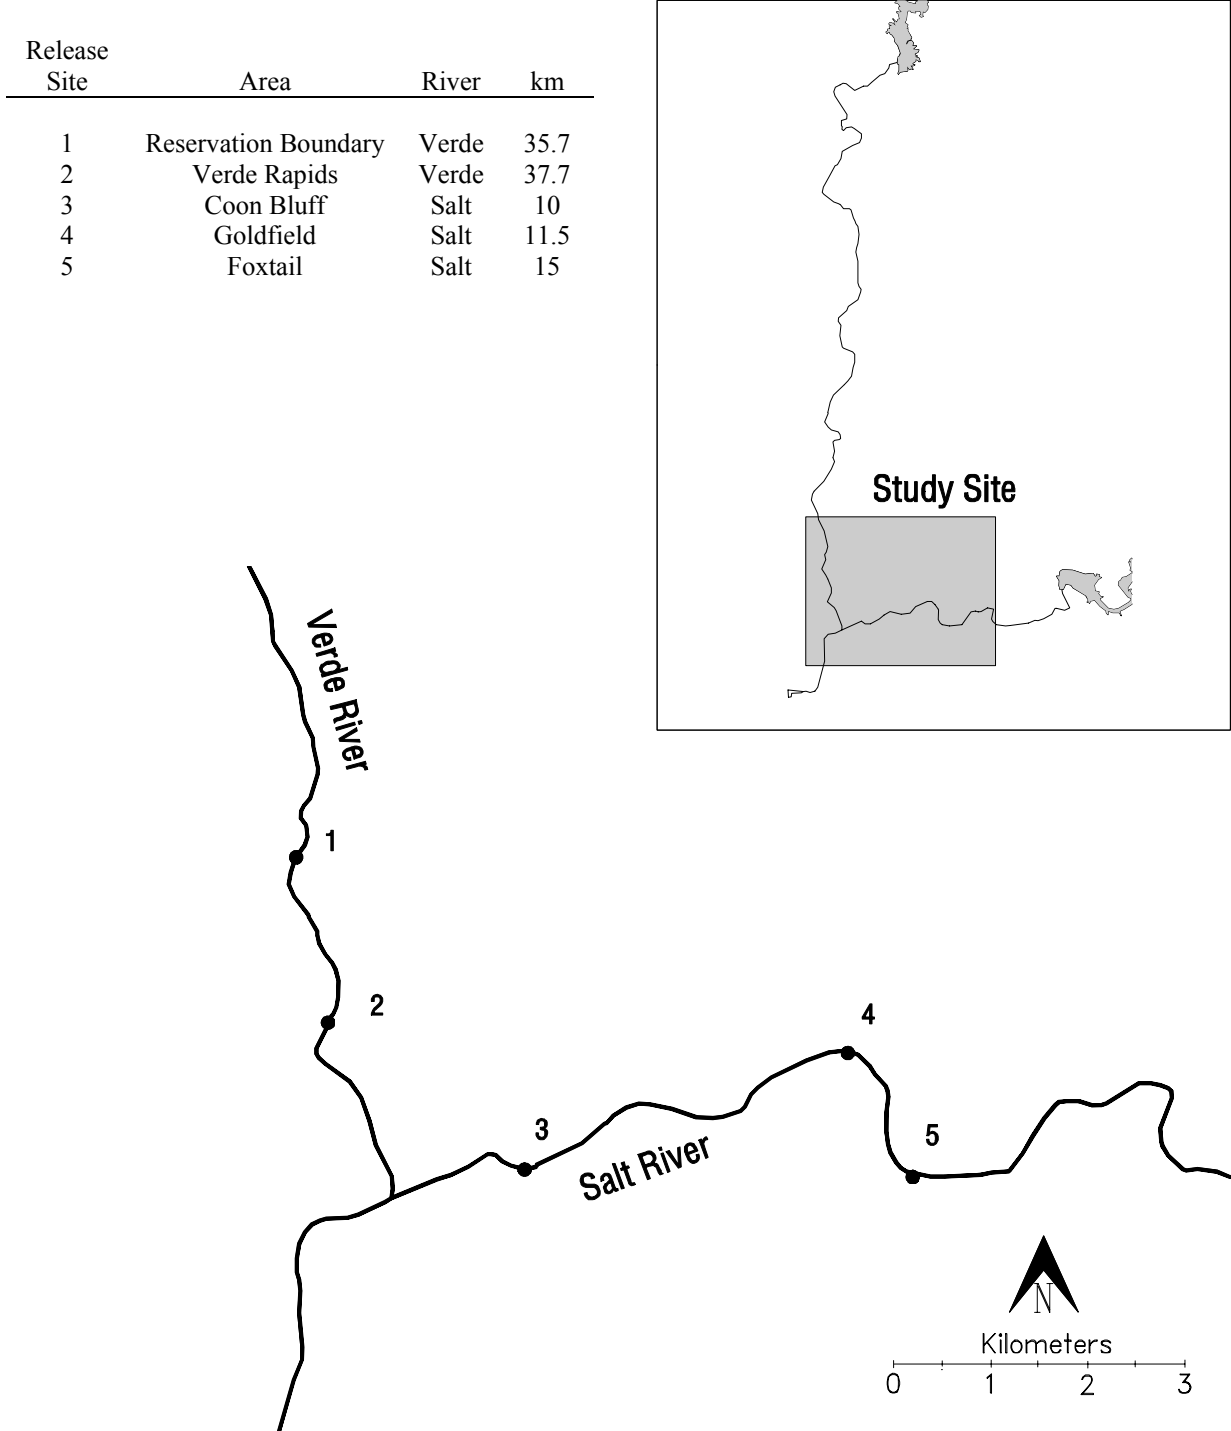 Release
Site Area River km
1 Reservation Boundary Verde 35.7
2 Verde Rapids Verde 37.7
3 Coon Bluff Salt 10
4 Goldfield Salt 11.5
5 Foxtail Salt 15
Study Site
Verde River
1
2
3
4
5
Salt River
N
Kilometers
0 1 2 3